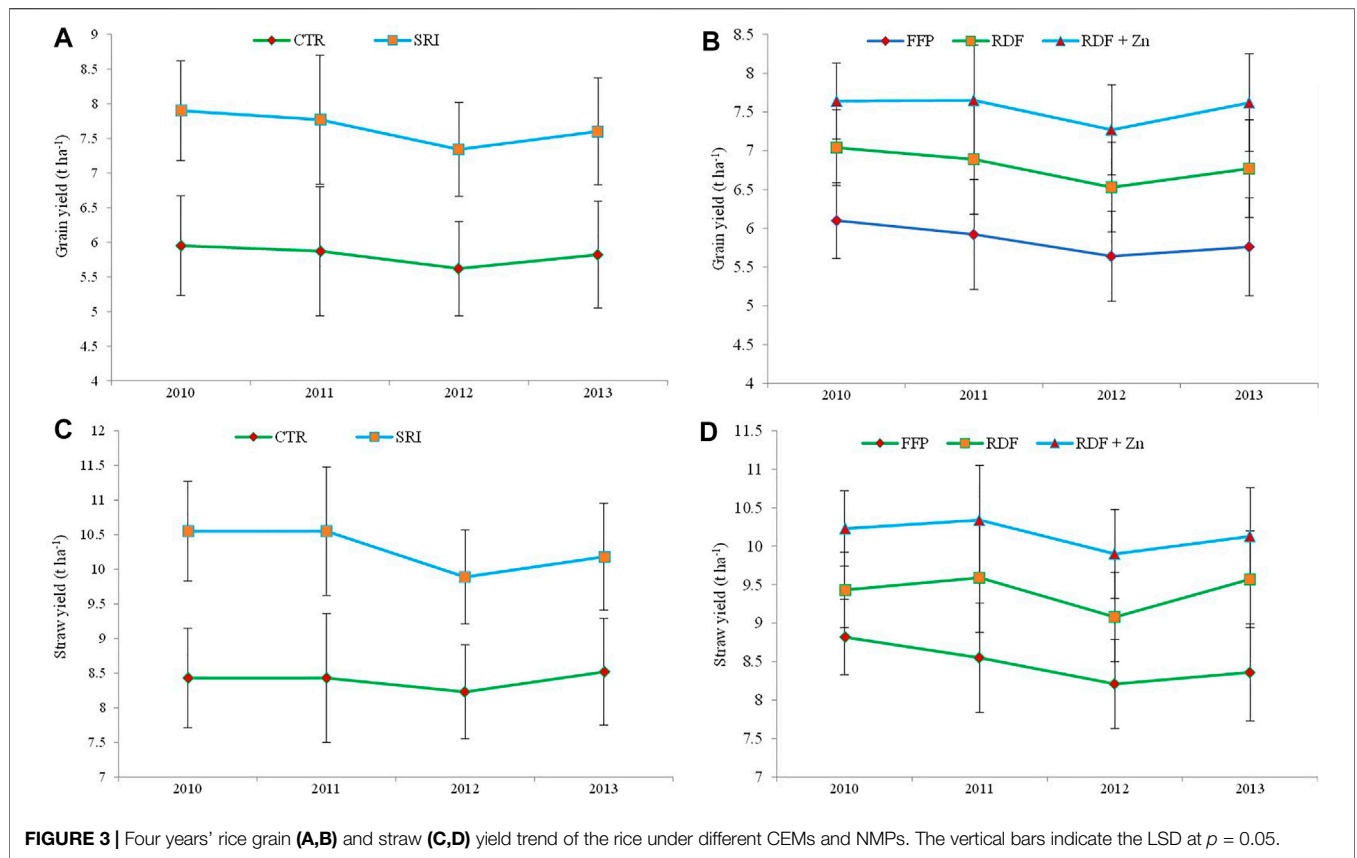 A
CTR SRI
9
8.5
8
7.5
7
6.5
6
5.5
5
4.5
4
Grain yield (t ha-1)
2010 2011 2012 2013
B
FFP RDF RDF + Zn
8.5
8
7.5
7
6.5
6
5.5
5
4.5
4
Grain yield (t ha-1)
2010 2011 2012 2013
C
CTR SRI
12
11.5
11
10.5
10
9.5
9
8.5
8
7.5
7
Straw yield (t ha-1)
2010 2011 2012 2013
D
FFP RDF RDF + Zn
11.5
11
10.5
10
9.5
9
8.5
8
7.5
7
Straw yield (t ha-1)
2010 2011 2012 2013
FIGURE 3 | Four years' rice grain (A,B) and straw (C,D) yield trend of the rice under different CEMs and NMPs. The vertical bars indicate the LSD at p = 0.05.